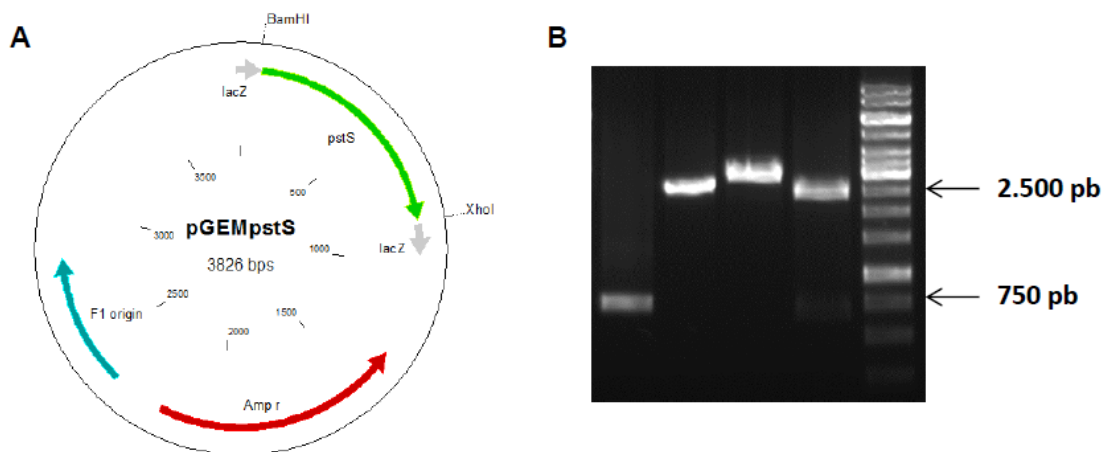 A
BamHI
lacZ
pstS
3500
500
XhoI
pGEMpstS
3000
1000
lacZ
3826 bps
2500
1500
F1 origin
2000
Amp r
B
2.500 pb
750 pb